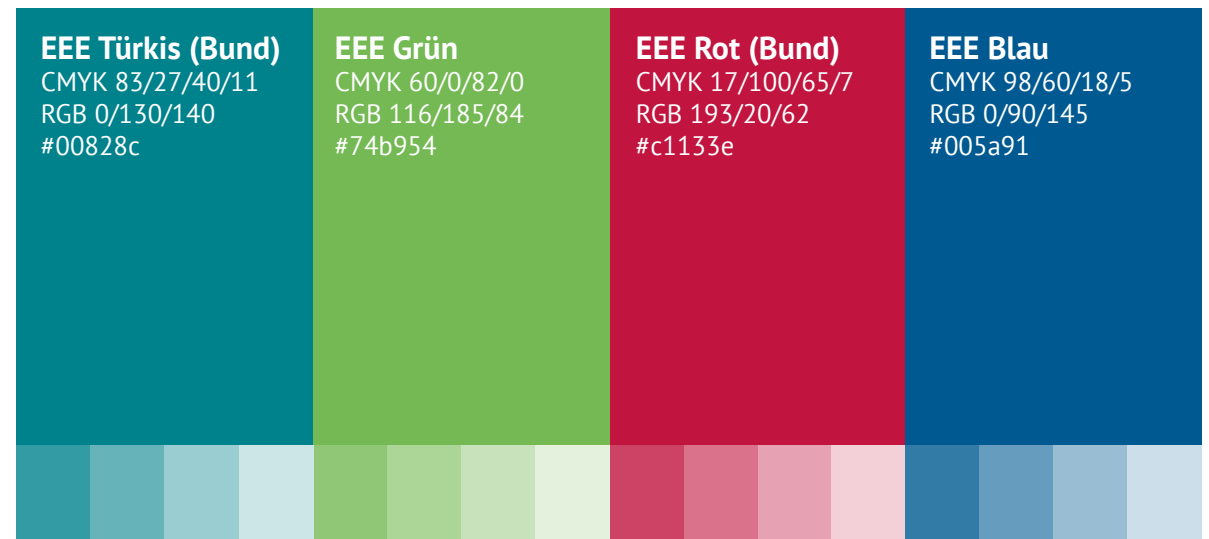 EEE Türkis (Bund)
CMYK 83/27/40/11
RGB 0/130/140
#00828c
EEE Grün
CMYK 60/0/82/0
RGB 116/185/84
#74b954
EEE Rot (Bund)
CMYK 17/100/65/7
RGB 193/20/62
#c1133e
EEE Blau
CMYK 98/60/18/5
RGB 0/90/145
#005a91